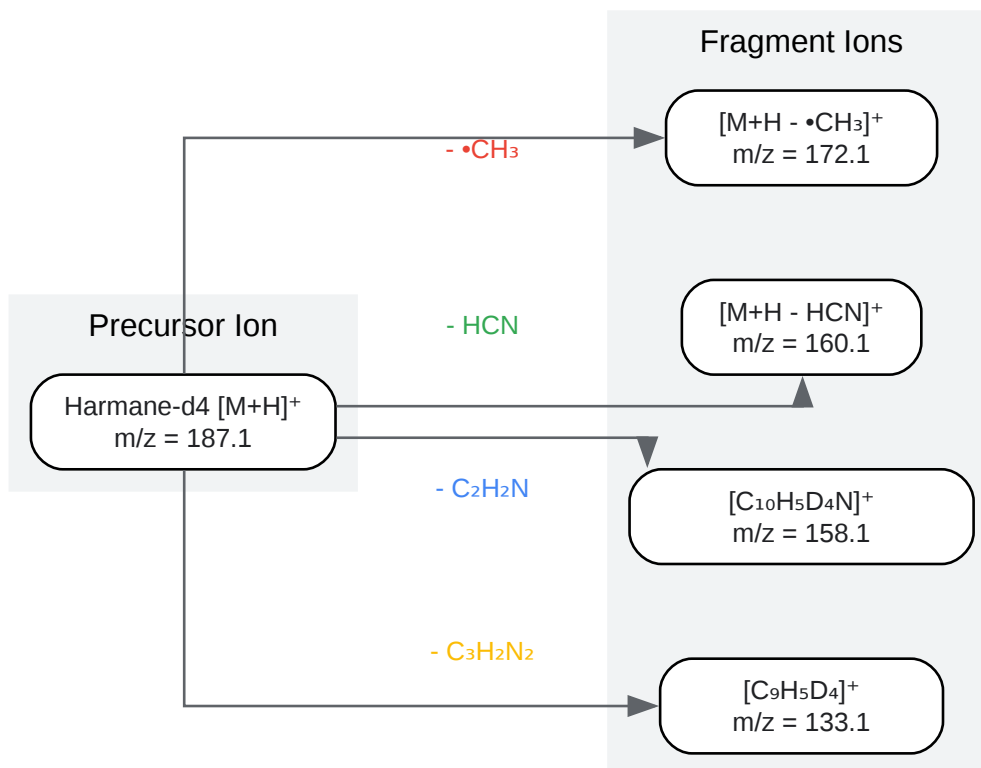 Fragment Ions
[M+H - •CH₃]⁺
m/z = 172.1
- •CH₃
Precursor Ion
- HCN
[M+H - HCN]⁺
m/z = 160.1
Harmane-d4 [M+H]⁺
m/z = 187.1
- C₂H₂N
[C₁₀H₅D₄N]⁺
m/z = 158.1
- C₃H₂N₂
[C₉H₅D₄]⁺
m/z = 133.1